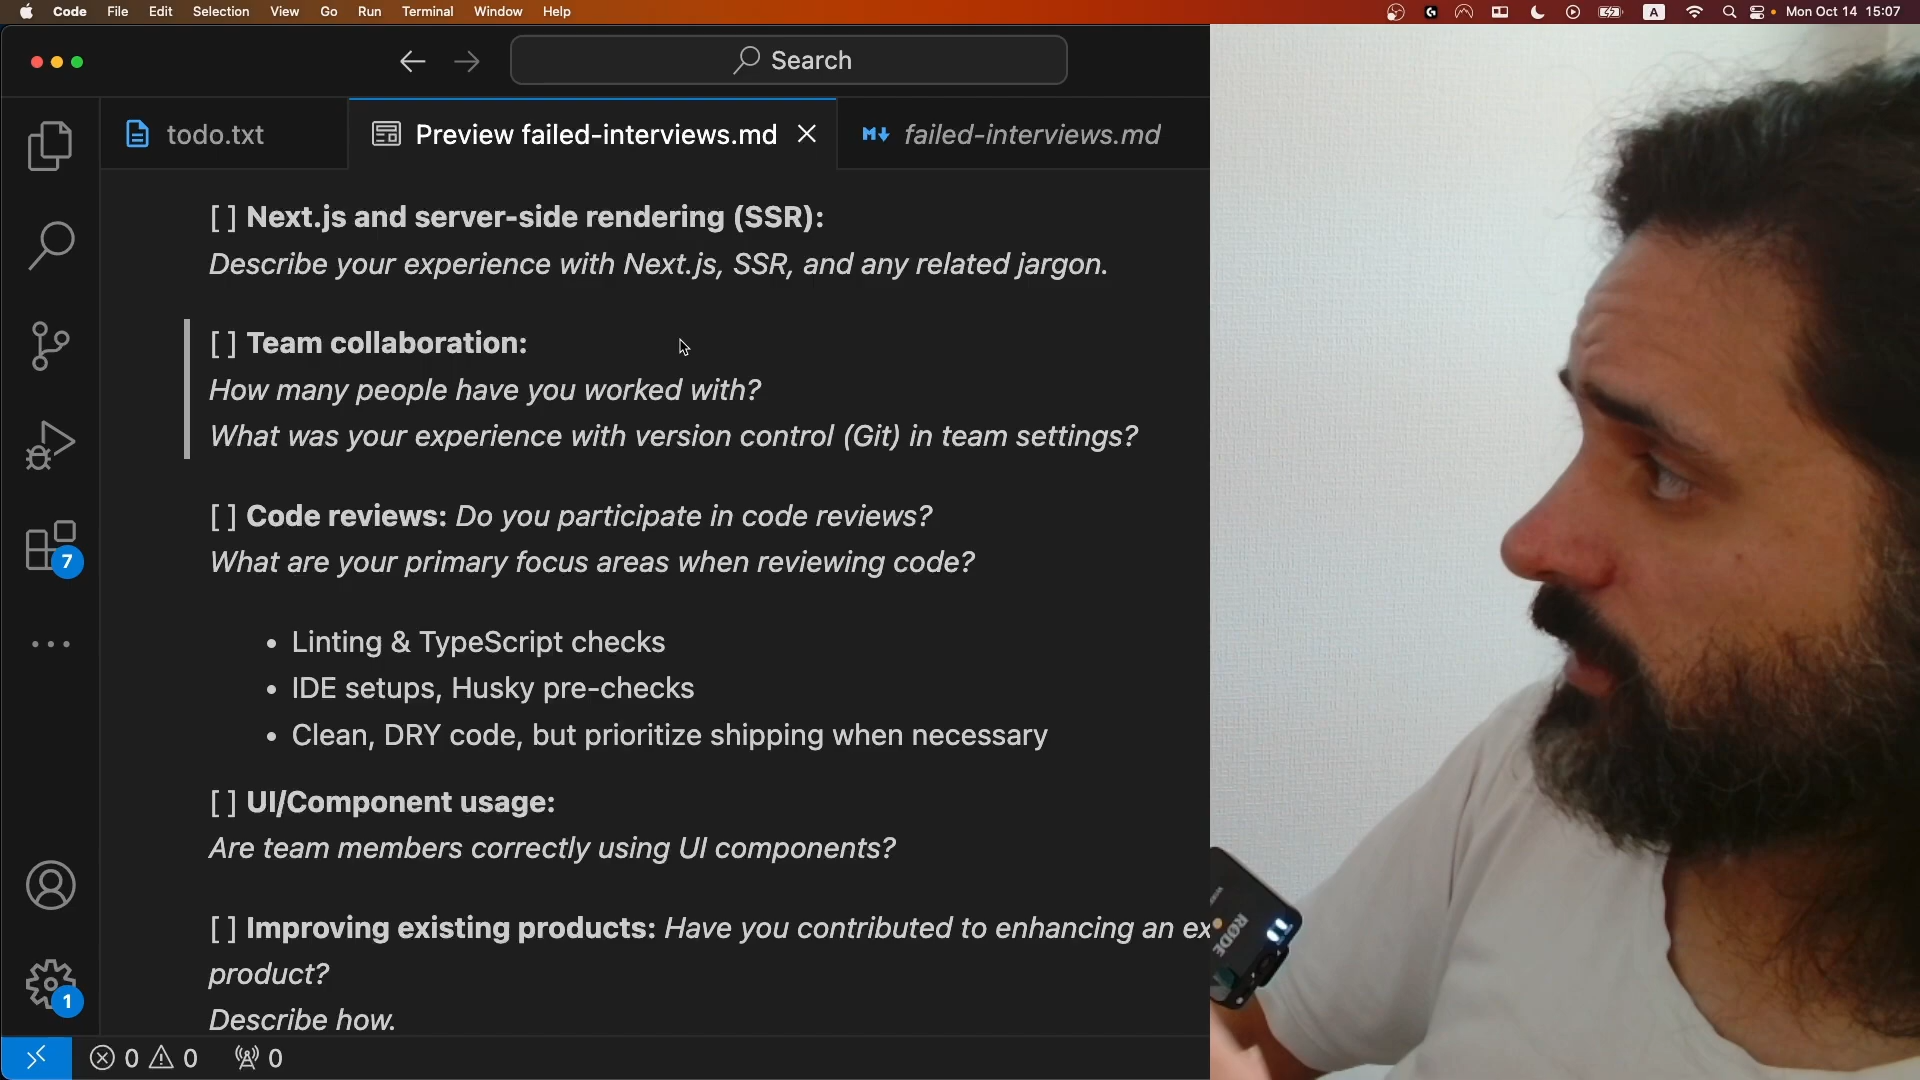 Code File Edit Selection View Go Run Terminal Window Help A Mon Oct 14 15:07
Search
todo.txt Preview failed-interviews.md failed-interviews.md
[ ] Next.js and server-side rendering (SSR):
Describe your experience with Next.js, SSR, and any related jargon.
[ ] Team collaboration:
How many people have you worked with?
What was your experience with version control (Git) in team settings?
[ ] Code reviews: Do you participate in code reviews?
What are your primary focus areas when reviewing code?
• Linting & TypeScript checks
• IDE setups, Husky pre-checks
• Clean, DRY code, but prioritize shipping when necessary
[ ] UI/Component usage:
Are team members correctly using UI components?
[ ] Improving existing products: Have you contributed to enhancing an ex
product?
Describe how.
7
1
0 0 0
RØDE